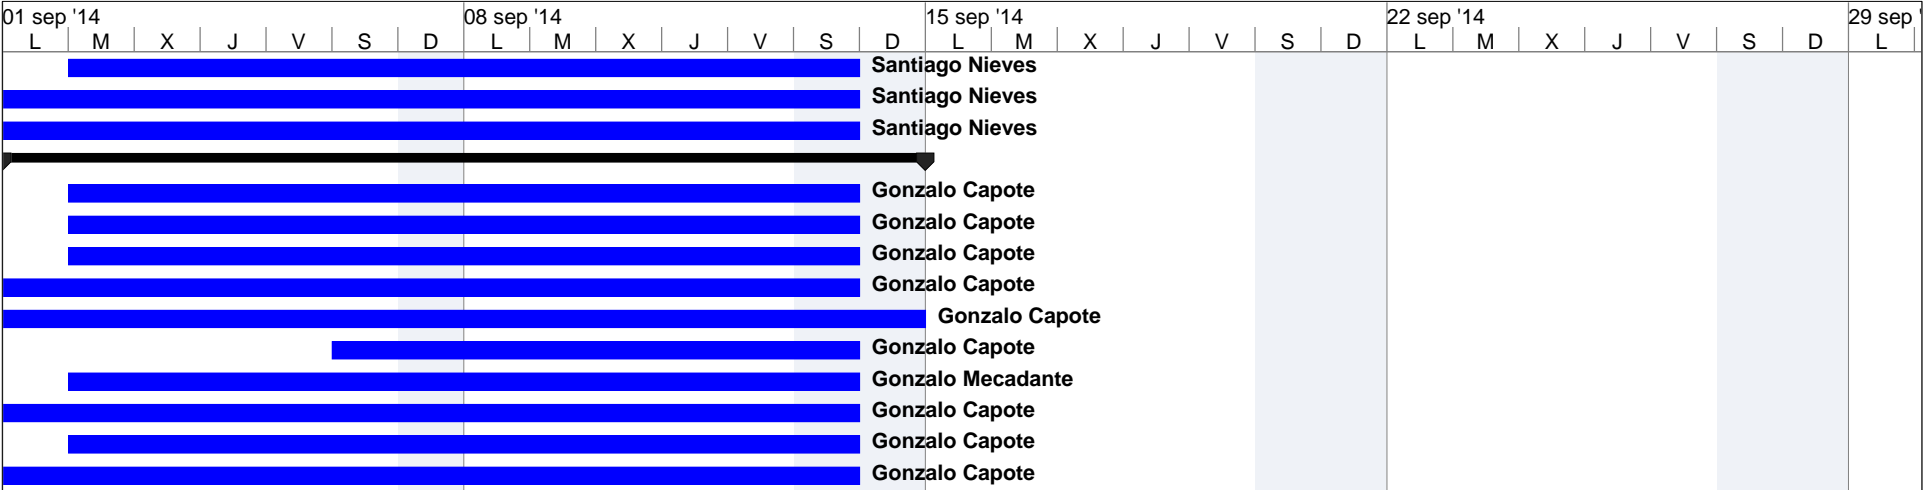 01 sep '14 08 sep '14 15 sep '14 22 sep '14 29 sep '
L M X J V S D L M X J V S D L M X J V S D L M X J V S D L
Santiago Nieves
Santiago Nieves
Santiago Nieves
Gonzalo Capote
Gonzalo Capote
Gonzalo Capote
Gonzalo Capote
Gonzalo Capote
Gonzalo Capote
Gonzalo Mecadante
Gonzalo Capote
Gonzalo Capote
Gonzalo Capote